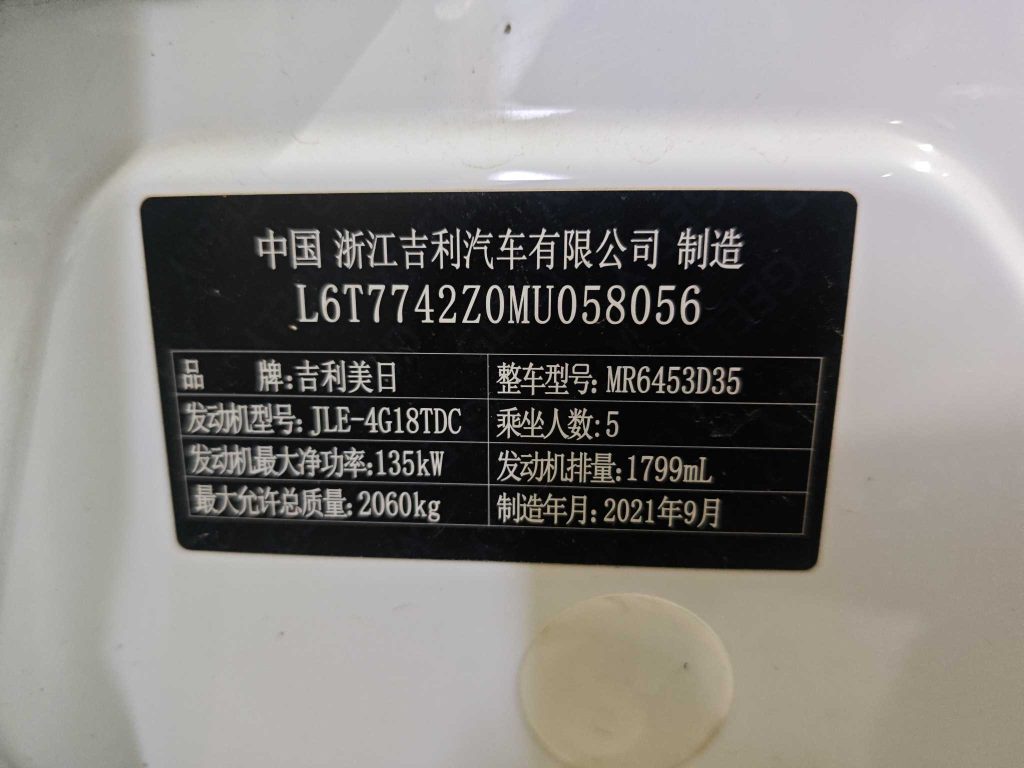 中国 浙江吉利汽车有限公司 制造
L6T7742Z0MU058056
品 牌:吉利美日 整车型号:MR6453D35
发动机型号:JLE-4G18TDC 乘坐人数:5
发动机最大净功率:135kW 发动机排量:1799mL
最大允许总质量:2060kg 制造年月:2021年9月